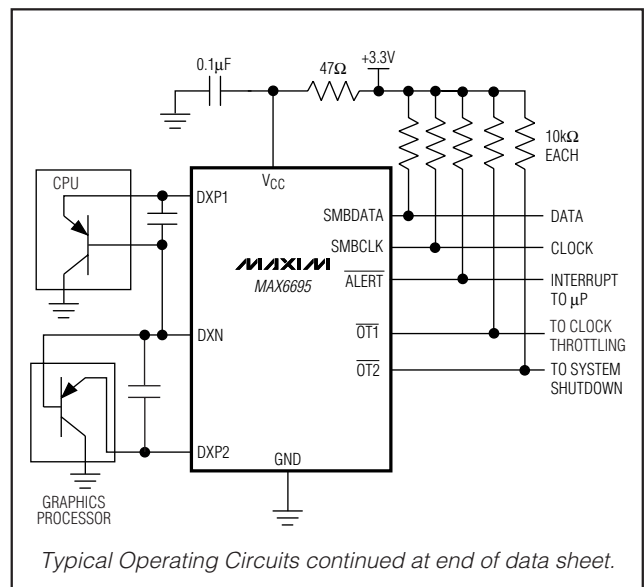 0.1µF
47Ω
+3.3V
10kΩ
EACH
CPU
DXP1
VCC
SMBDATA
DATA
SMBCLK
CLOCK
MAXIM
MAX6695
ALERT
INTERRUPT
TO µP
DXN
OT1
TO CLOCK
THROTTLING
OT2
TO SYSTEM
SHUTDOWN
DXP2
GND
GRAPHICS
PROCESSOR
Typical Operating Circuits continued at end of data sheet.